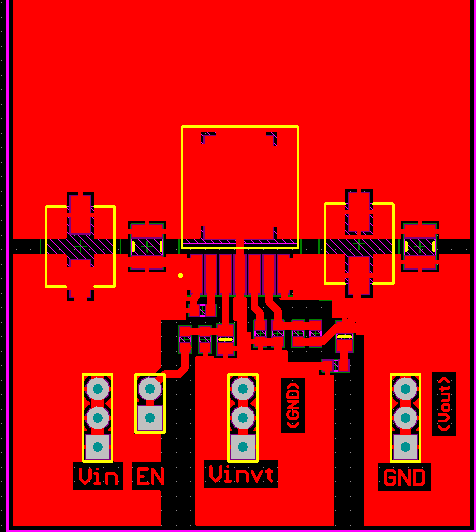 (GND)
(Vout)
Vin
EN
Vinvt
GND